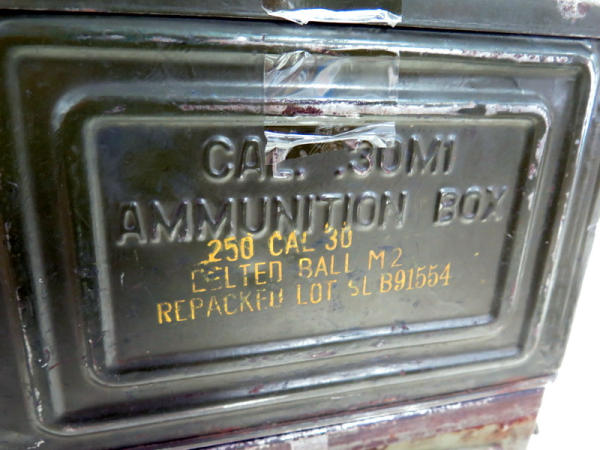 CAL. .30M1
AMMUNITION BOX
250 CAL 30
BELTED BALL M2
REPACKED LOT SL B91554